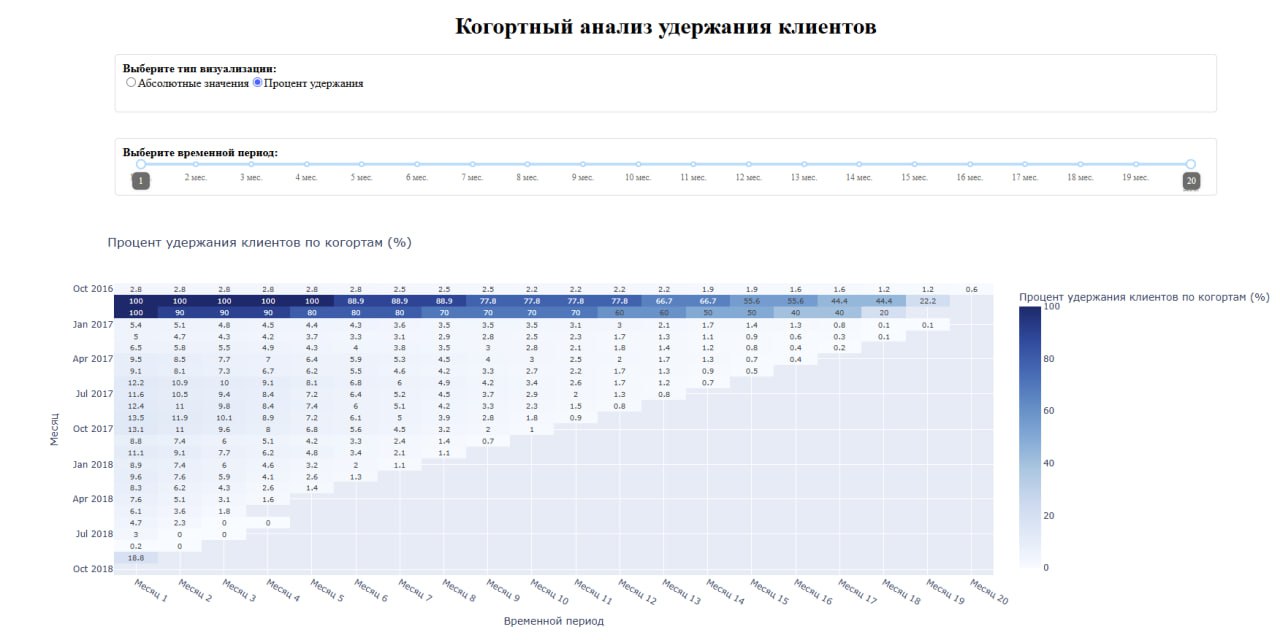 Когортный анализ удержания клиентов
Выберите тип визуализации:
Абсолютные значения Процент удержания
Выберите временной период:
2 мес. 3 мес. 4 мес. 5 мес. 6 мес. 7 мес. 8 мес. 9 мес. 10 мес. 11 мес. 12 мес. 13 мес. 14 мес. 15 мес. 16 мес. 17 мес. 18 мес. 19 мес.
1 20
Процент удержания клиентов по когортам (%)
Oct 2016 2.8 2.8 2.8 2.8 2.8 2.8 2.5 2.5 2.5 2.2 2.2 2.2 2.2 1.9 1.9 1.6 1.6 1.2 1.2 0.6
100 100 100 100 100 88.9 88.9 88.9 77.8 77.8 77.8 77.8 66.7 66.7 55.6 55.6 44.4 44.4 22.2
100 90 90 90 80 80 80 70 70 70 70 60 60 50 50 40 40 20
Jan 2017 5.4 5.1 4.8 4.5 4.4 4.3 3.6 3.5 3.5 3.5 3.1 3 2.1 1.7 1.4 1.3 0.8 0.1 0.1
5 4.7 4.3 4.2 3.7 3.3 3.1 2.9 2.8 2.5 2.3 1.7 1.3 1.1 0.9 0.6 0.3 0.1
6.5 5.8 5.5 4.9 4.3 4 3.8 3.5 3 2.8 2.1 1.8 1.4 1.2 0.8 0.4 0.2
Apr 2017 9.5 8.5 7.7 7 6.4 5.9 5.3 4.5 4 3 2.5 2 1.7 1.3 0.7 0.4
9.1 8.1 7.3 6.7 6.2 5.5 4.6 4.2 3.3 2.7 2.2 1.7 1.3 0.9 0.5
12.2 10.9 10 9.1 8.1 6.8 6 4.9 4.2 3.4 2.6 1.7 1.2 0.7
Jul 2017 11.6 10.5 9.4 8.4 7.2 6.4 5.2 4.5 3.7 2.9 2 1.3 0.8
12.4 11 9.8 8.4 7.4 6 5.1 4.2 3.3 2.3 1.5 0.8
13.5 11.9 10.1 8.9 7.2 6.1 5 3.9 2.8 1.8 0.9
Oct 2017 13.1 11 9.6 8 6.8 5.6 4.5 3.2 2 1
8.8 7.4 6 5.1 4.2 3.3 2.4 1.4 0.7
11.1 9.1 7.7 6.2 4.8 3.4 2.1 1.1
Jan 2018 8.9 7.4 6 4.6 3.2 2 1.1
9.6 7.6 5.9 4.1 2.6 1.3
8.3 6.2 4.3 2.6 1.4
Apr 2018 7.6 5.1 3.1 1.6
6.1 3.6 1.8
4.7 2.3 0 0
Jul 2018 3 0 0
0.2 0
18.8
Oct 2018
Месяц
Месяц 1 Месяц 2 Месяц 3 Месяц 4 Месяц 5 Месяц 6 Месяц 7 Месяц 8 Месяц 9 Месяц 10 Месяц 11 Месяц 12 Месяц 13 Месяц 14 Месяц 15 Месяц 16 Месяц 17 Месяц 18 Месяц 19 Месяц 20
Временной период
Процент удержания клиентов по когортам (%)
100
80
60
40
20
0